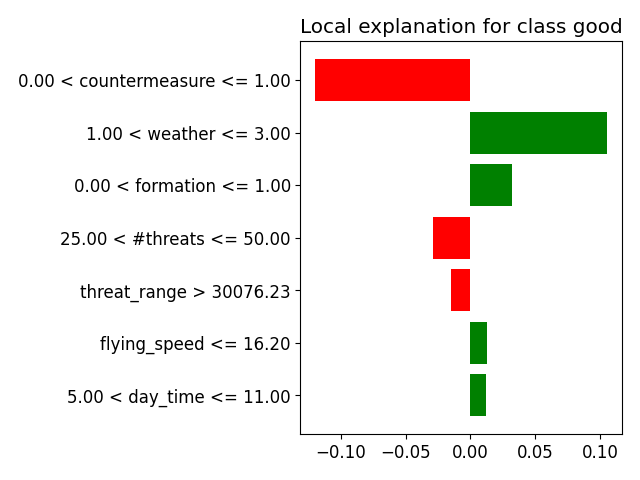 Local explanation for class good
0.00 < countermeasure <= 1.00
1.00 < weather <= 3.00
0.00 < formation <= 1.00
25.00 < #threats <= 50.00
threat_range > 30076.23
flying_speed <= 16.20
5.00 < day_time <= 11.00
−0.10 −0.05 0.00 0.05 0.10